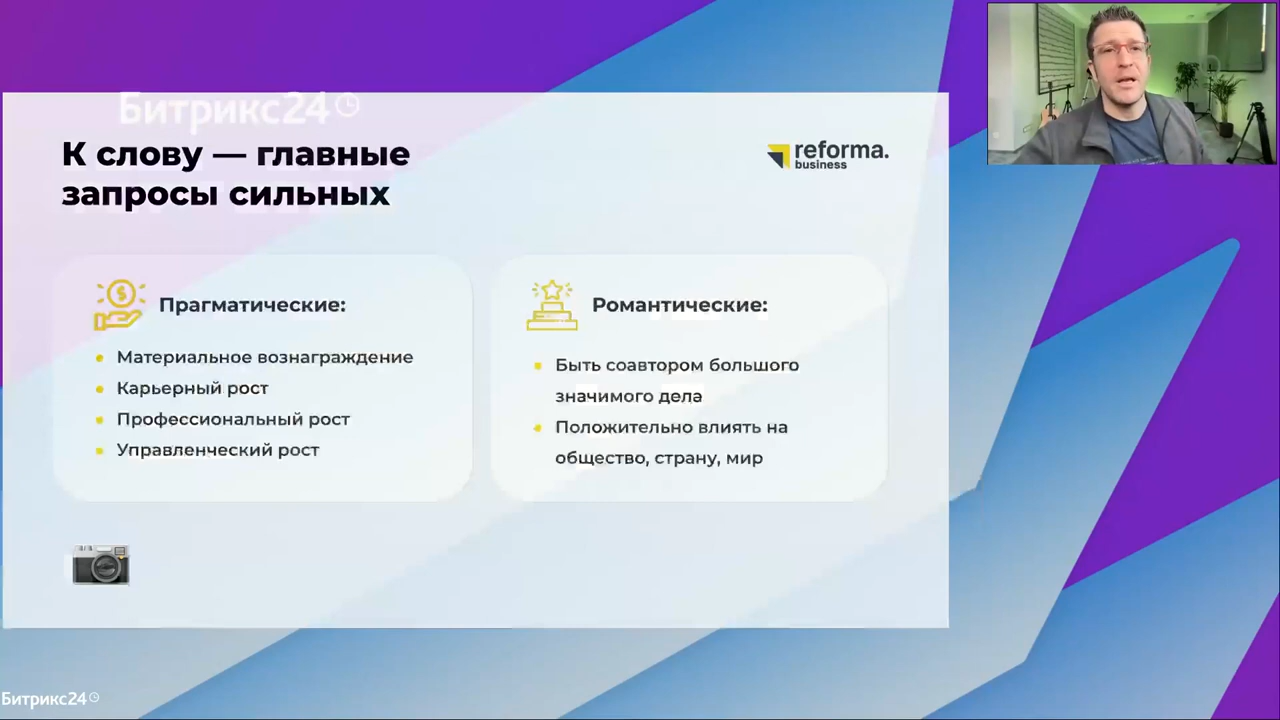 Битрикс24
К слову — главные
запросы сильных
reforma.
business
Прагматические:
Материальное вознаграждение
Карьерный рост
Профессиональный рост
Управленческий рост
Романтические:
Быть соавтором большого
значимого дела
Положительно влиять на
общество, страну, мир
Битрикс24